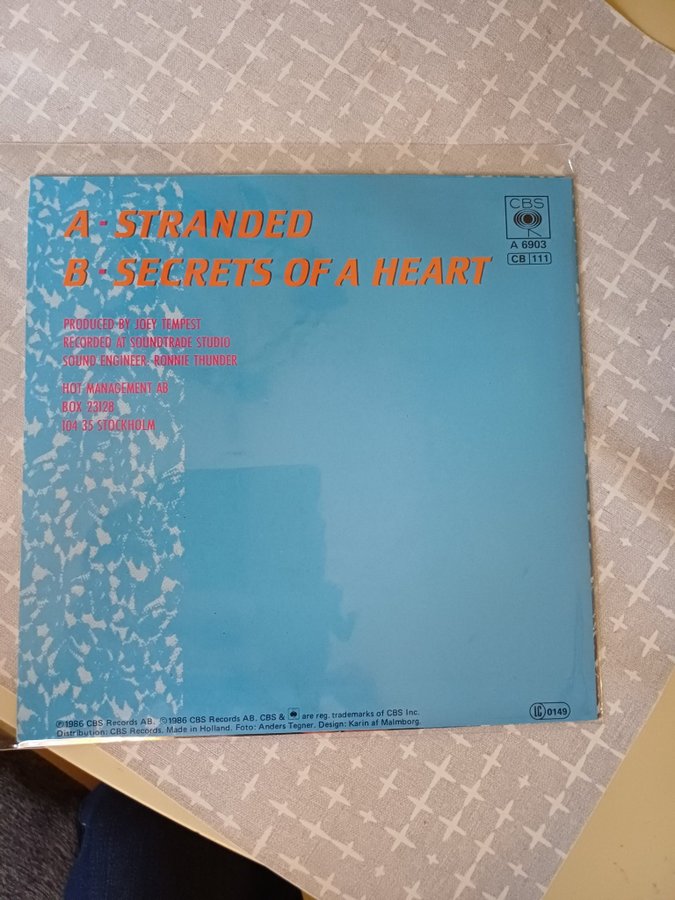 A - STRANDED
B - SECRETS OF A HEART
CBS
A 6903
CB 111
PRODUCED BY JOEY TEMPEST
RECORDED AT SOUNDTRADE STUDIO
SOUND ENGINEER: RONNIE THUNDER
HOT MANAGEMENT AB
BOX 23128
104 35 STOCKHOLM
℗1986 CBS Records AB. ©1986 CBS Records AB. CBS & are reg. trademarks of CBS Inc.
Distribution: CBS Records. Made in Holland. Foto: Anders Tegner. Design: Karin af Malmborg.
LC 0149